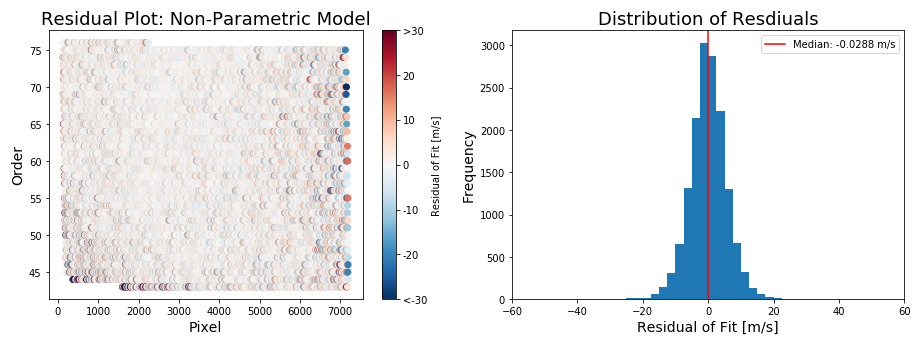 Residual Plot: Non-Parametric Model
Order
75
70
65
60
55
50
45
0 1000 2000 3000 4000 5000 6000 7000
Pixel
>30
20
10
0
-10
-20
<-30
Residual of Fit [m/s]
Distribution of Resdiuals
Frequency
3000
2500
2000
1500
1000
500
0
−60 −40 −20 0 20 40 60
Residual of Fit [m/s]
Median: -0.0288 m/s